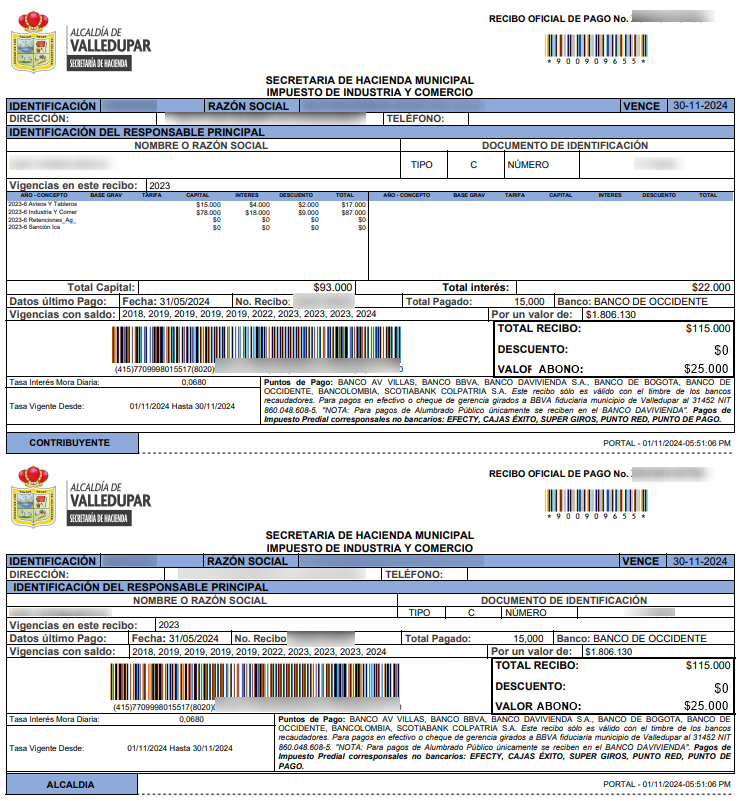 RECIBO OFICIAL DE PAGO No.
ALCALDÍA DE
VALLEDUPAR
SECRETARÍA DE HACIENDA
*900909655*
SECRETARIA DE HACIENDA MUNICIPAL
IMPUESTO DE INDUSTRIA Y COMERCIO
IDENTIFICACIÓN RAZÓN SOCIAL VENCE 30-11-2024
DIRECCIÓN: TELÉFONO:
IDENTIFICACIÓN DEL RESPONSABLE PRINCIPAL
NOMBRE O RAZÓN SOCIAL DOCUMENTO DE IDENTIFICACIÓN
TIPO C NÚMERO
Vigencias en este recibo: 2023
AÑO - CONCEPTO BASE GRAV TARIFA CAPITAL INTERES DESCUENTO TOTAL AÑO - CONCEPTO BASE GRAV TARIFA CAPITAL INTERES DESCUENTO TOTAL
2023-6 Avisos Y Tableros $15.000 $4.000 $2.000 $17.000
2023-6 Industria Y Comer $78.000 $18.000 $9.000 $87.000
2023-6 Retenciones_Ag_ $0 $0 $0 $0
2023-6 Sanción Ica $0 $0 $0 $0
Total Capital: $93.000 Total interés: $22.000
Datos último Pago: Fecha: 31/05/2024 No. Recibo: Total Pagado: 15,000 Banco: BANCO DE OCCIDENTE
Vigencias con saldo: 2018, 2019, 2019, 2019, 2019, 2022, 2023, 2023, 2023, 2024 Por un valor de: $1.806.130
TOTAL RECIBO: $115.000
DESCUENTO: $0
VALOR ABONO: $25.000
(415)7709998015517(8020)
Tasa Interés Mora Diaria: 0,0680
Tasa Vigente Desde: 01/11/2024 Hasta 30/11/2024
Puntos de Pago: BANCO AV VILLAS, BANCO BBVA, BANCO DAVIVIENDA S.A., BANCO DE BOGOTA, BANCO DE
OCCIDENTE, BANCOLOMBIA, SCOTIABANK COLPATRIA S.A. Este recibo sólo es válido con el timbre de los bancos
recaudadores. Para pagos en efectivo o cheque de gerencia girados a BBVA fiduciaria municipio de Valledupar al 31452 NIT
860.048.608-5. "NOTA: Para pagos de Alumbrado Público únicamente se reciben en el BANCO DAVIVIENDA". Pagos de
Impuesto Predial corresponsales no bancarios: EFECTY, CAJAS ÉXITO, SUPER GIROS, PUNTO RED, PUNTO DE PAGO.
CONTRIBUYENTE PORTAL - 01/11/2024-05:51:06 PM
RECIBO OFICIAL DE PAGO No.
ALCALDÍA DE
VALLEDUPAR
SECRETARÍA DE HACIENDA
*900909655*
SECRETARIA DE HACIENDA MUNICIPAL
IMPUESTO DE INDUSTRIA Y COMERCIO
IDENTIFICACIÓN RAZÓN SOCIAL VENCE 30-11-2024
DIRECCIÓN: TELÉFONO:
IDENTIFICACIÓN DEL RESPONSABLE PRINCIPAL
NOMBRE O RAZÓN SOCIAL DOCUMENTO DE IDENTIFICACIÓN
TIPO C NÚMERO
Vigencias en este recibo: 2023
Datos último Pago: Fecha: 31/05/2024 No. Recibo Total Pagado: 15,000 Banco: BANCO DE OCCIDENTE
Vigencias con saldo: 2018, 2019, 2019, 2019, 2019, 2022, 2023, 2023, 2023, 2024 Por un valor de: $1.806.130
TOTAL RECIBO: $115.000
DESCUENTO: $0
VALOR ABONO: $25.000
(415)7709998015517(8020)
Tasa Interés Mora Diaria: 0,0680
Tasa Vigente Desde: 01/11/2024 Hasta 30/11/2024
Puntos de Pago: BANCO AV VILLAS, BANCO BBVA, BANCO DAVIVIENDA S.A., BANCO DE BOGOTA, BANCO DE
OCCIDENTE, BANCOLOMBIA, SCOTIABANK COLPATRIA S.A. Este recibo sólo es válido con el timbre de los bancos
recaudadores. Para pagos en efectivo o cheque de gerencia girados a BBVA fiduciaria municipio de Valledupar al 31452 NIT
860.048.608-5. "NOTA: Para pagos de Alumbrado Público únicamente se reciben en el BANCO DAVIVIENDA". Pagos de
Impuesto Predial corresponsales no bancarios: EFECTY, CAJAS ÉXITO, SUPER GIROS, PUNTO RED, PUNTO DE
PAGO.
ALCALDIA PORTAL - 01/11/2024-05:51:06 PM